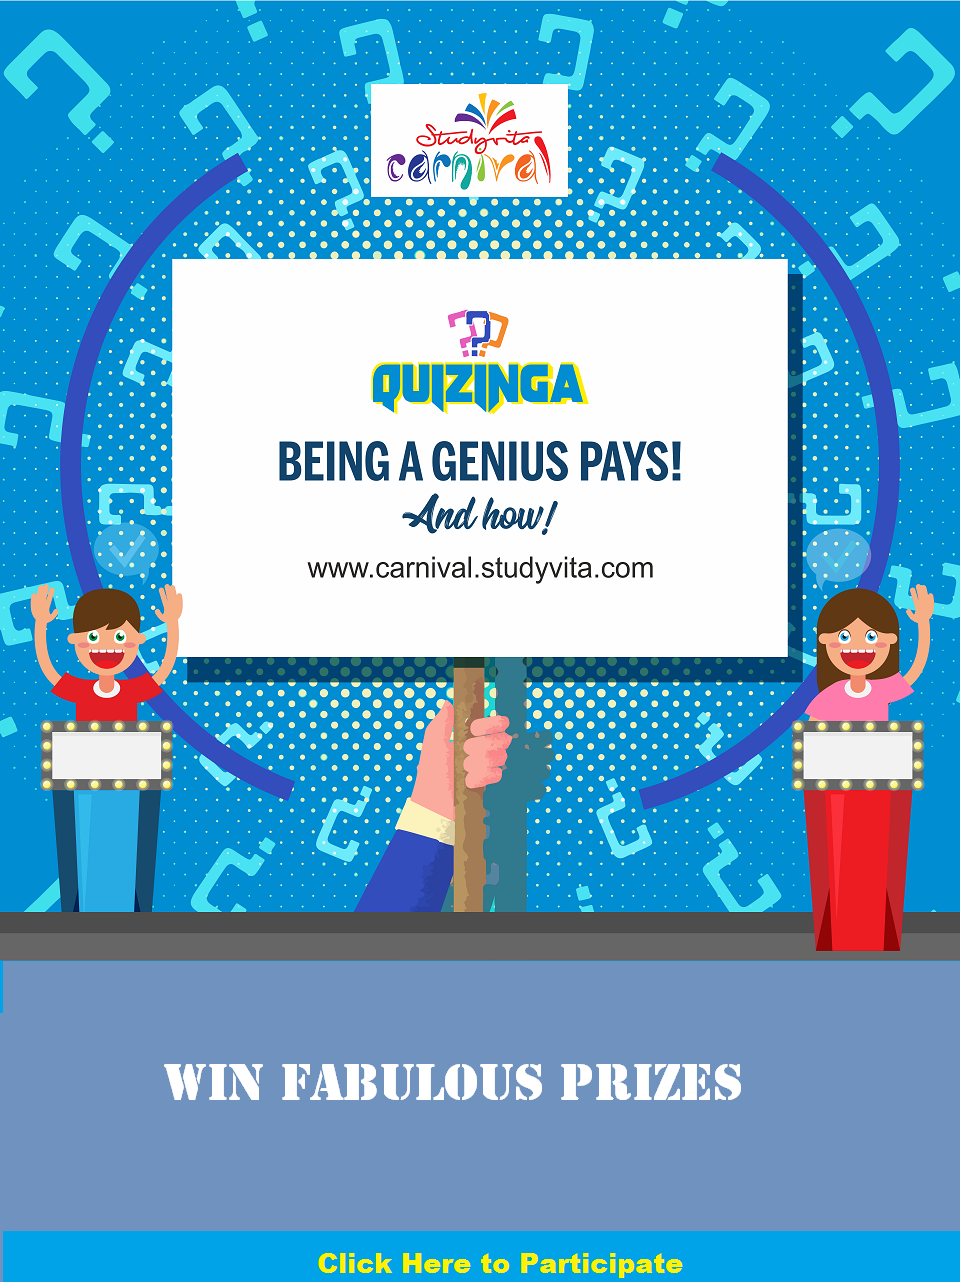 Studyvita
carnival
???
QUIZINGA
BEING A GENIUS PAYS!
And how!
www.carnival.studyvita.com
WIN FABULOUS PRIZES
Click Here to Participate